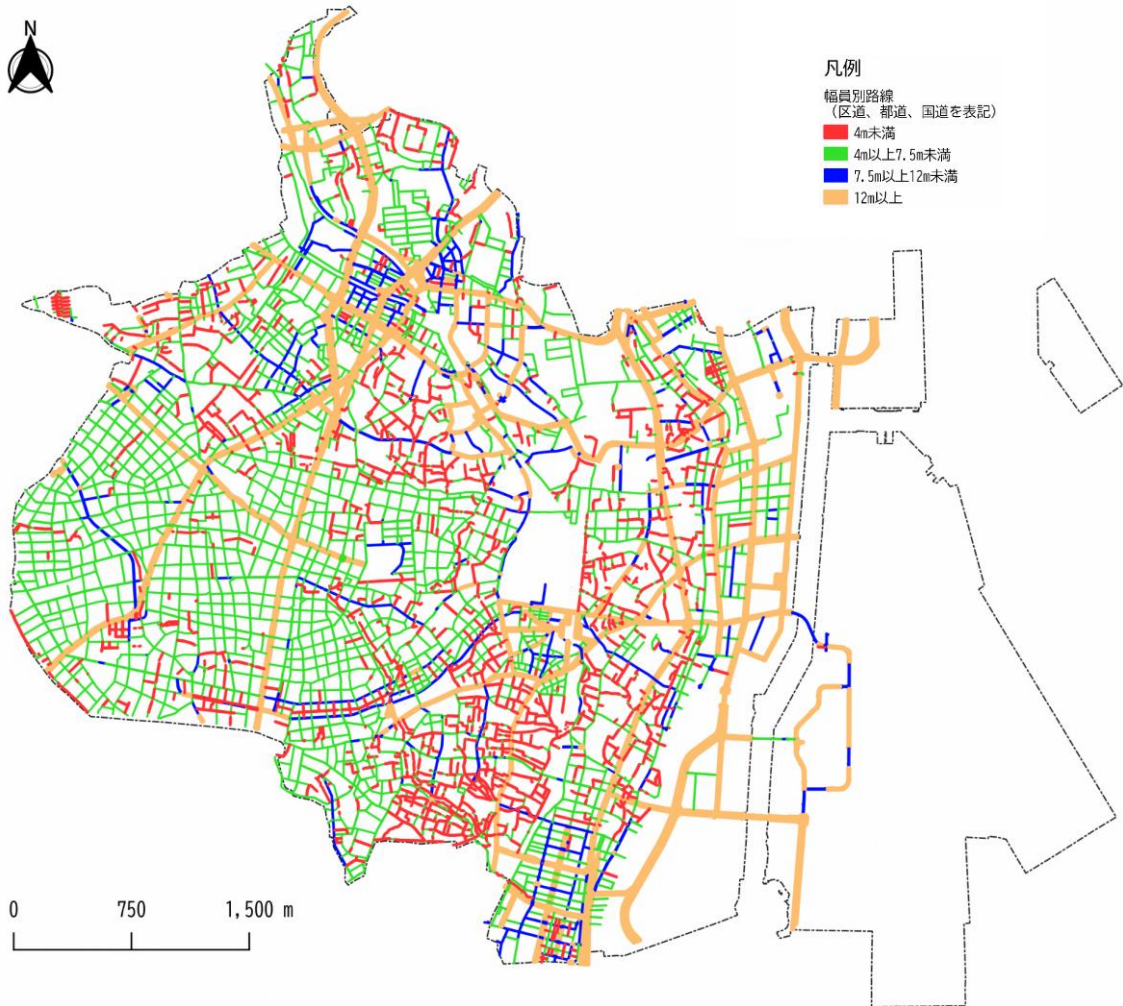 N
凡例
幅員別路線
(区道、都道、国道を表記)
4m未満
4m以上7.5m未満
7.5m以上12m未満
12m以上
0 750 1,500 m